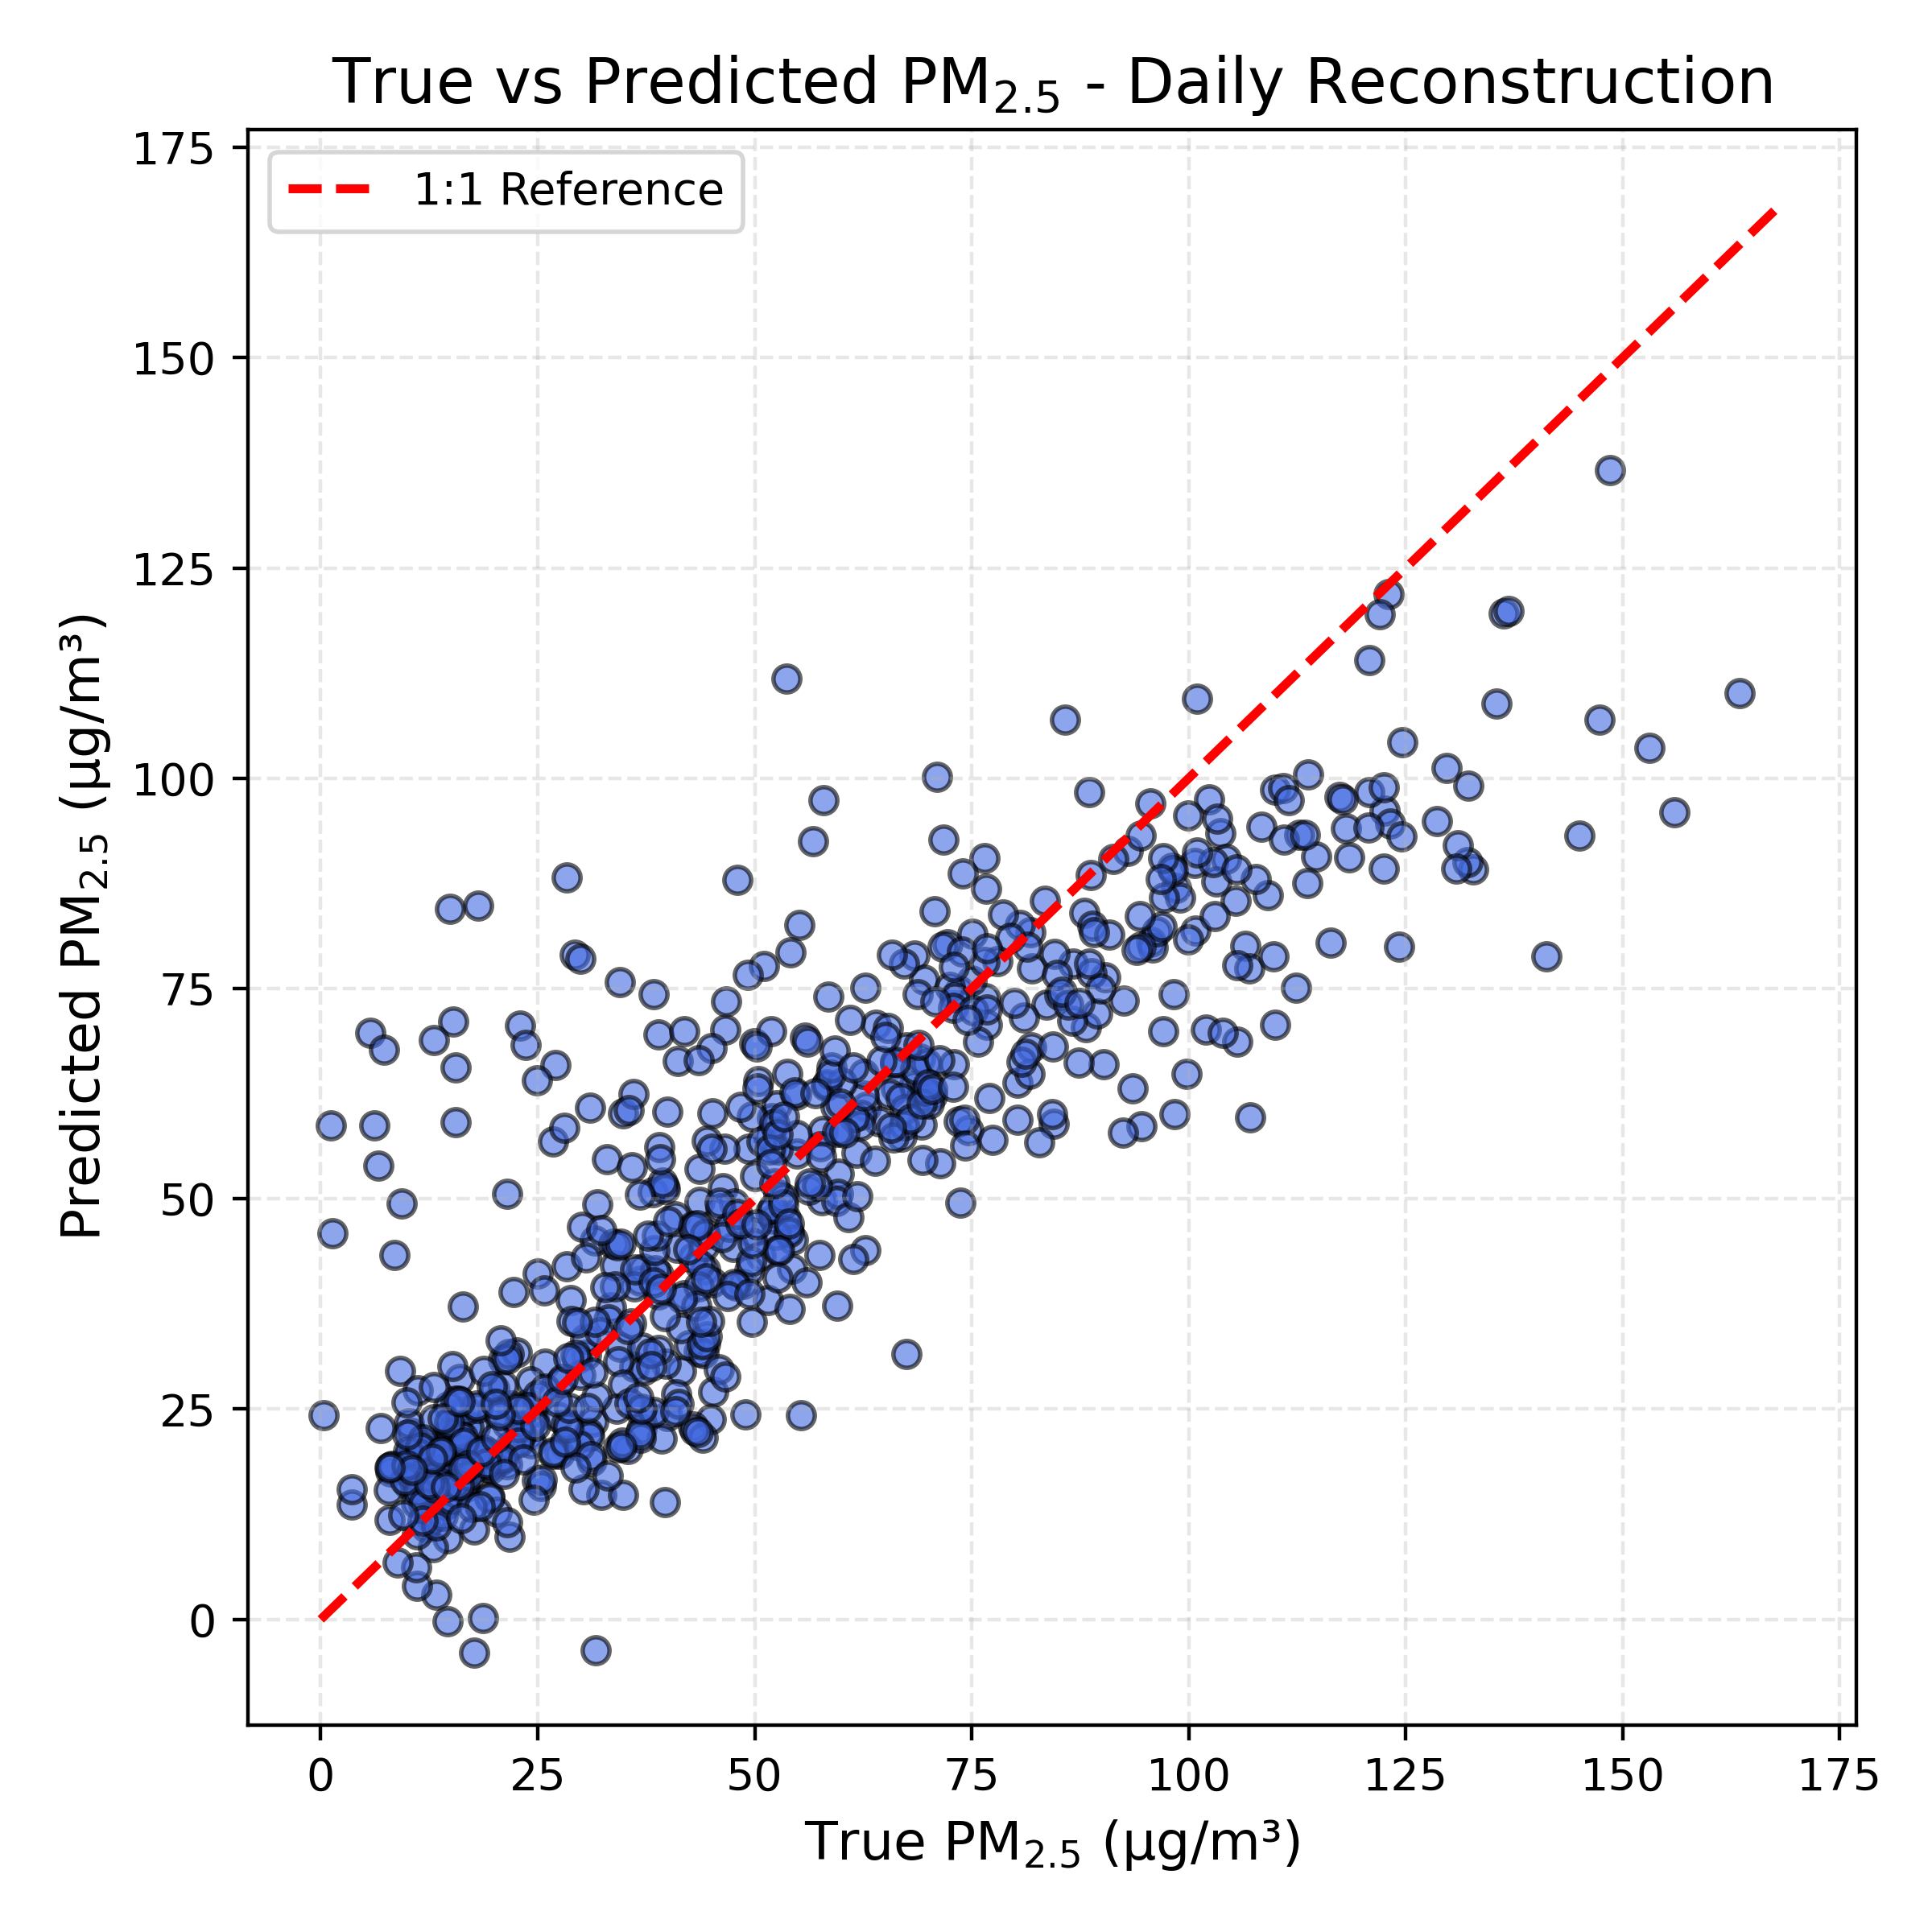 True vs Predicted PM₂.₅ - Daily Reconstruction
1:1 Reference
175
150
125
100
75
50
25
0
Predicted PM₂.₅ (μg/m³)
0 25 50 75 100 125 150 175
True PM₂.₅ (μg/m³)